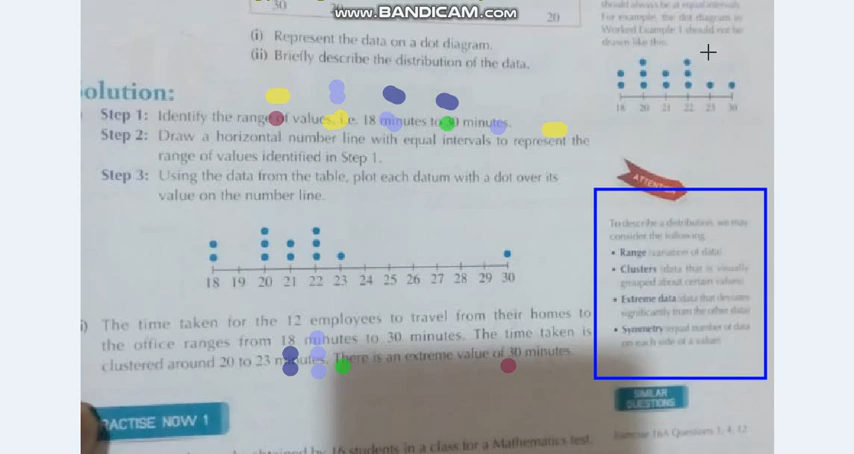 30
20
www.BANDICAM.com
20
(i) Represent the data on a dot diagram.
(ii) Briefly describe the distribution of the data.
should always be at equal intervals.
For example, the dot diagram in
Worked Example 1 should not be
drawn like this:
18 20 21 22 23 30
olution:
Step 1: Identify the range of values, i.e. 18 minutes to 30 minutes.
Step 2: Draw a horizontal number line with equal intervals to represent the
range of values identified in Step 1.
Step 3: Using the data from the table, plot each datum with a dot over its
value on the number line.
18 19 20 21 22 23 24 25 26 27 28 29 30
i) The time taken for the 12 employees to travel from their homes to
the office ranges from 18 minutes to 30 minutes. The time taken is
clustered around 20 to 23 minutes. There is an extreme value of 30 minutes.
ATTENTI
To describe a distribution, we may
consider the following:
• Range (variation of data)
• Clusters (data that is visually
grouped about certain values)
• Extreme data (data that deviates
significantly from the other data)
• Symmetry (equal number of data
on each side of a value)
RACTISE NOW 1
SIMILAR
QUESTIONS
Exercise 16A Questions 1, 4, 12
by 16 students in a class for a Mathematics test.